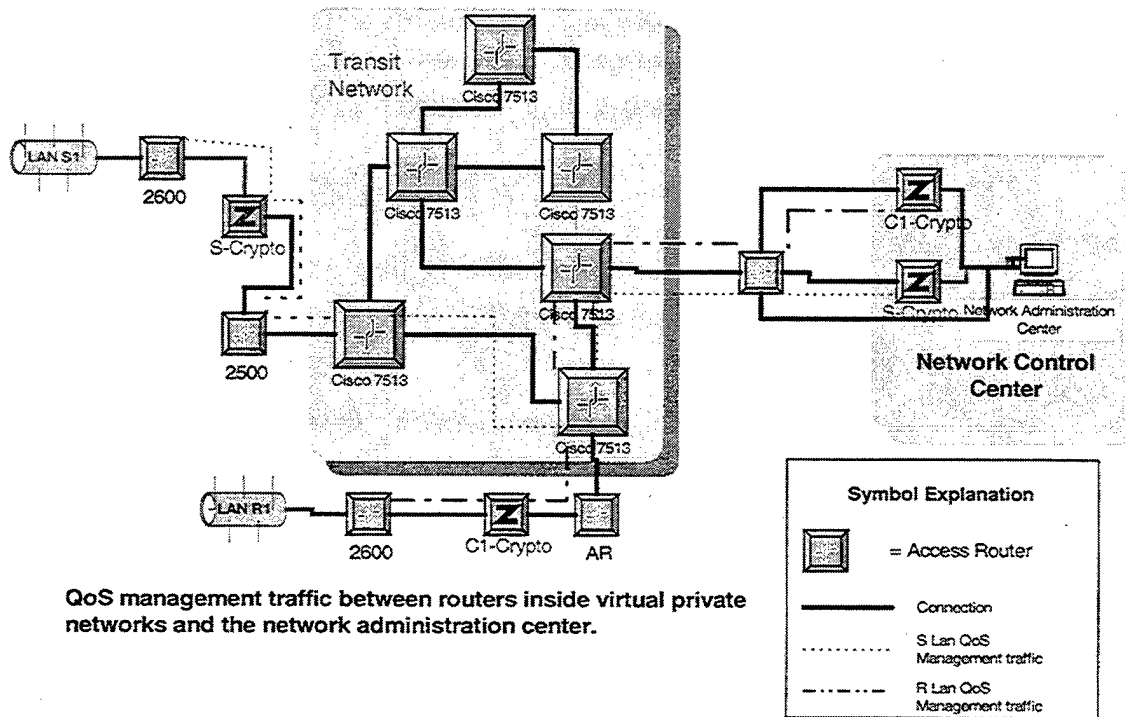 Transit
Network
Cisco 7513
LAN S1
2600
Cisco 7513
Cisco 7513
S-Crypto
C1-Crypto
Cisco 7513
S-Crypto
Network Administration
Center
2500
Cisco 7513
Network Control
Center
Cisco 7513
LAN R1
2600
C1-Crypto
AR
QoS management traffic between routers inside virtual private
networks and the network administration center.
Symbol Explanation
= Access Router
Connection
S Lan QoS
Management traffic
R Lan QoS
Management traffic